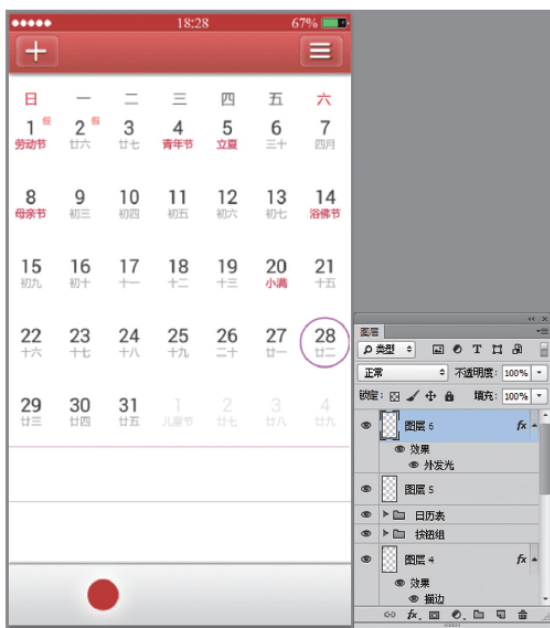 18:28 67%
日 一 二 三 四 五 六
1 假 2 假 3 4 5 6 7
劳动节 廿六 廿七 青年节 立夏 三十 四月
8 9 10 11 12 13 14
母亲节 初三 初四 初五 初六 初七 浴佛节
15 16 17 18 19 20 21
初九 初十 十一 十二 十三 小满 十五
22 23 24 25 26 27 28
十六 十七 十八 十九 二十 廿一 廿二
29 30 31 1 2 3 4
廿三 廿四 廿五 儿童节 廿七 廿八 廿九
图层
类型
正常 不透明度: 100%
锁定: 填充: 100%
图层 6 fx
效果
外发光
图层 5
日历表
按钮组
图层 4 fx
效果
描边
fx